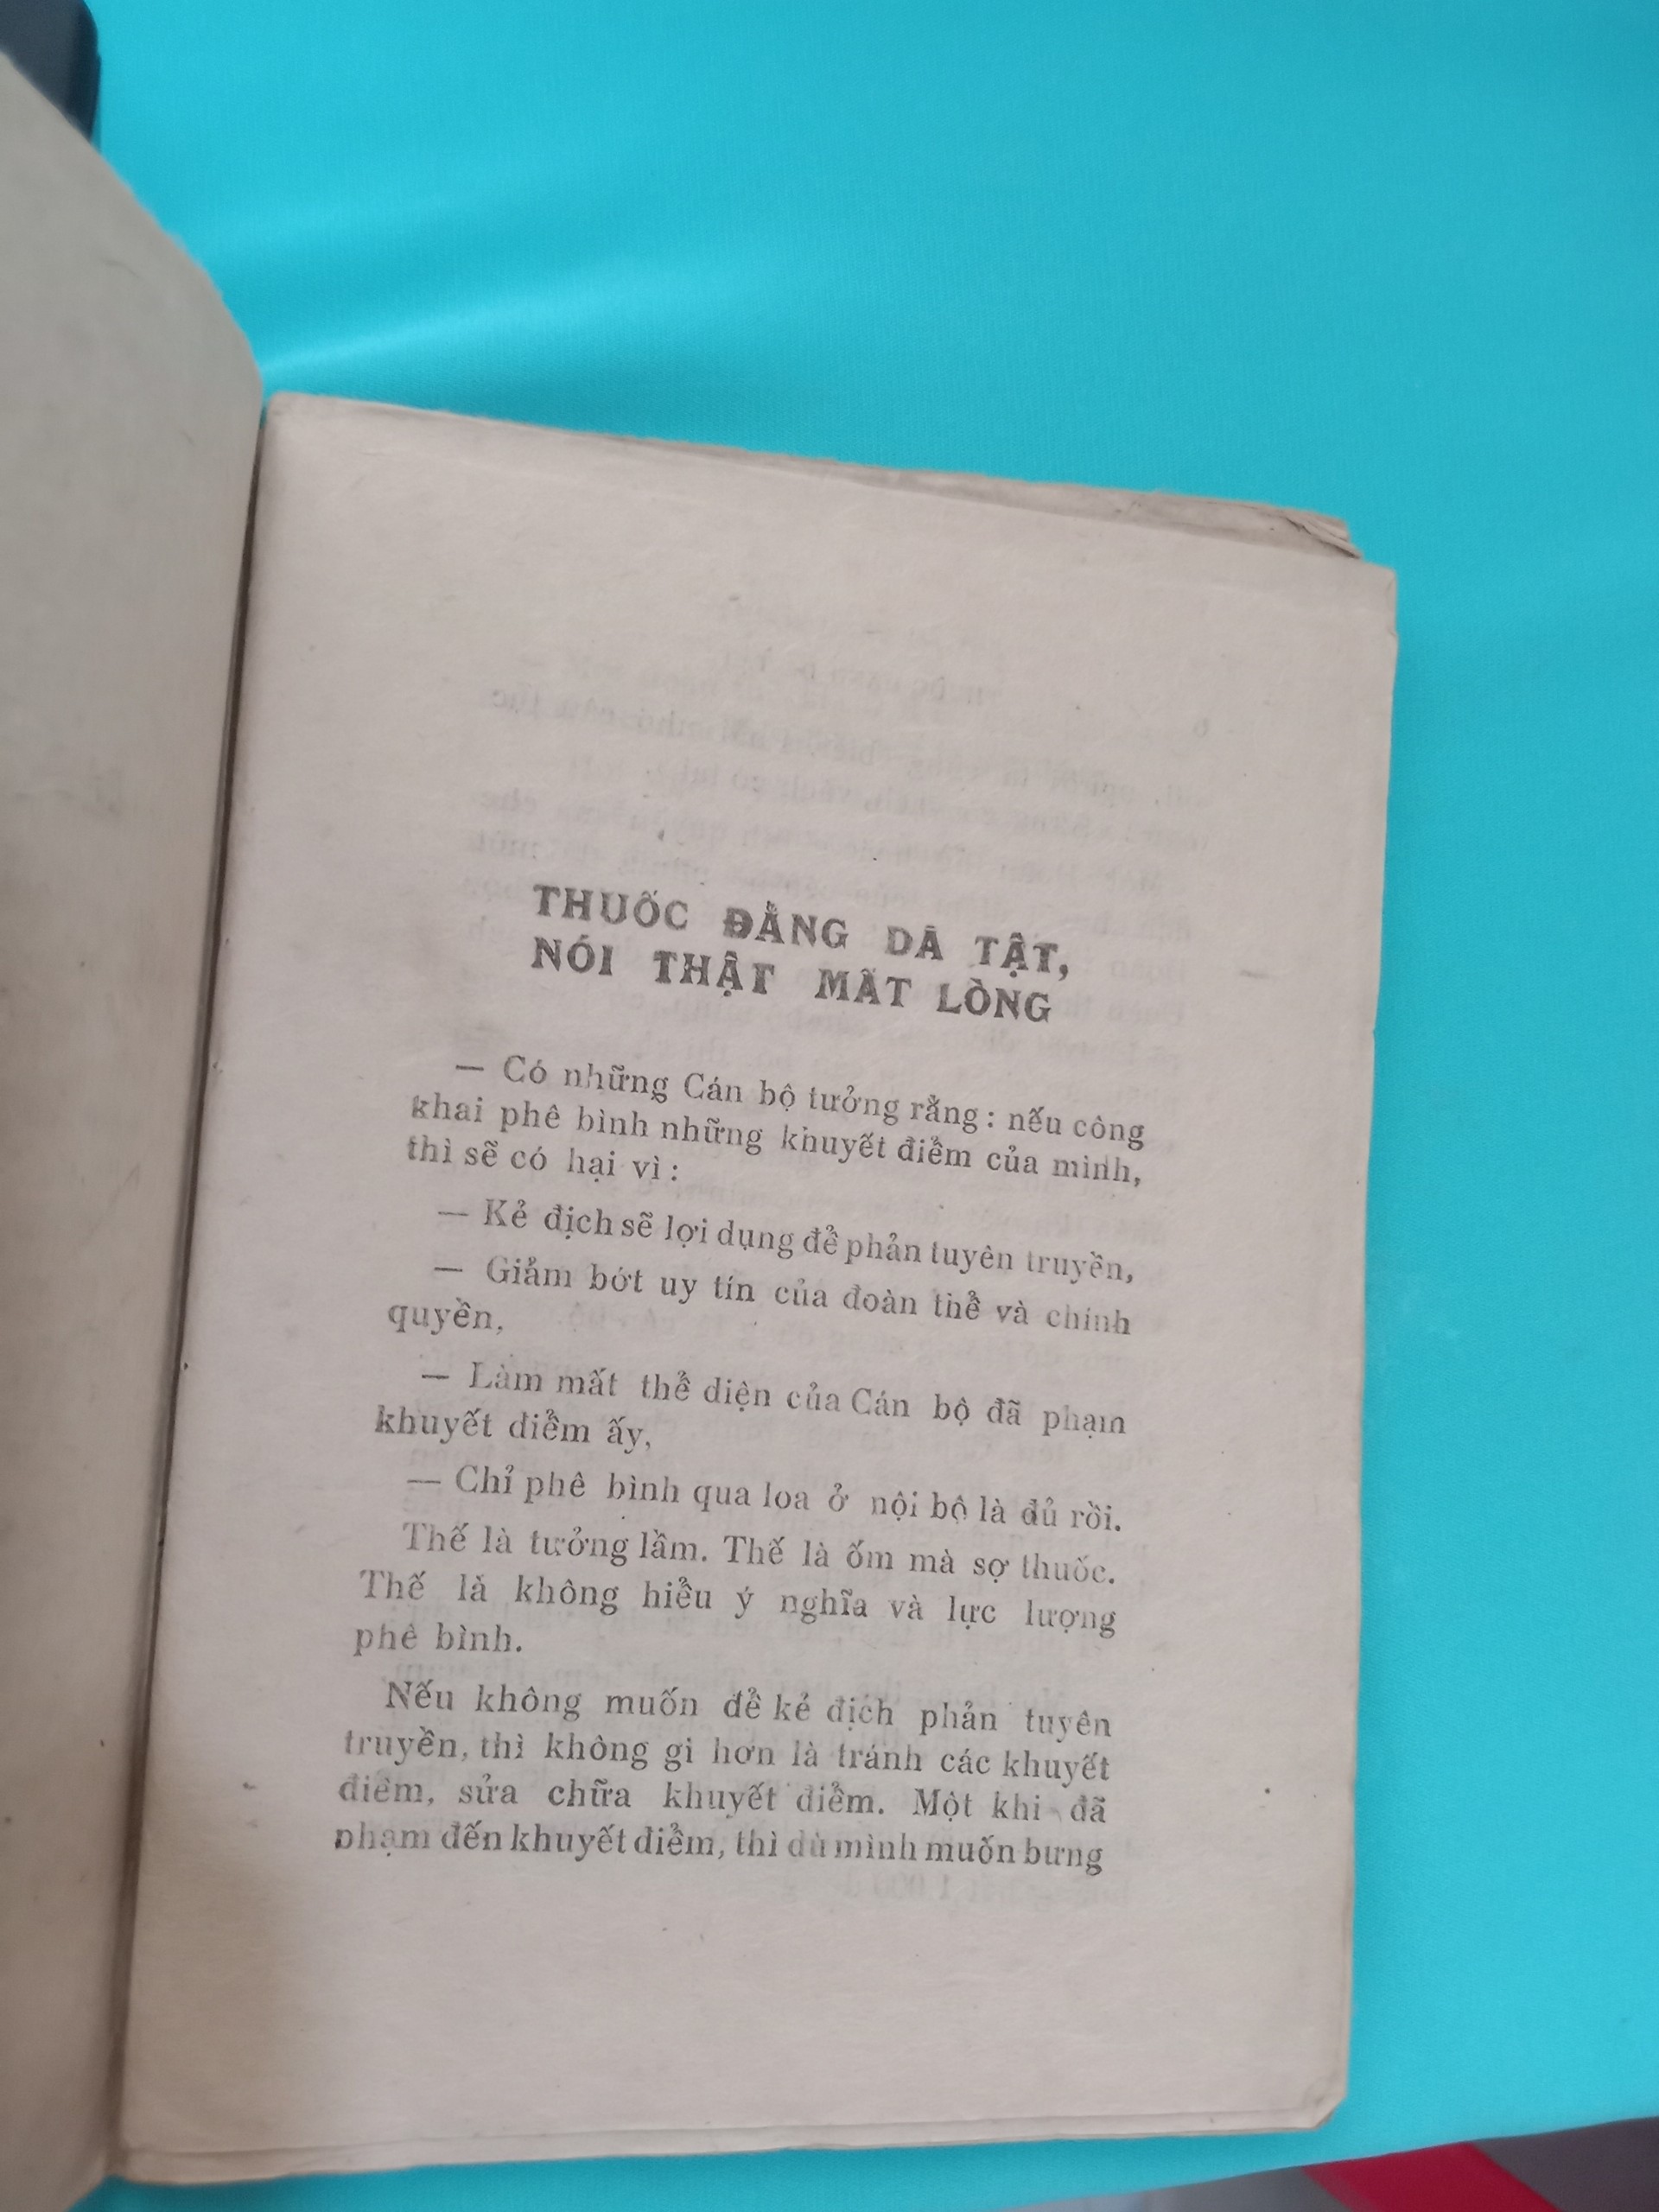 THUỐC ĐẮNG DÃ TẬT,
NÓI THẬT MẤT LÒNG
— Có những Cán bộ tưởng rằng : nếu công
khai phê bình những khuyết điểm của mình,
thì sẽ có hại vì :
— Kẻ địch sẽ lợi dụng để phản tuyên truyền,
— Giảm bớt uy tín của đoàn thể và chính
quyền,
— Làm mất thể diện của Cán bộ đã phạm
khuyết điểm ấy,
— Chỉ phê bình qua loa ở nội bộ là đủ rồi.
Thế là tưởng lầm. Thế là ốm mà sợ thuốc.
Thế là không hiểu ý nghĩa và lực lượng
phê bình.
Nếu không muốn để kẻ địch phản tuyên
truyền, thì không gì hơn là tránh các khuyết
điểm, sửa chữa khuyết điểm. Một khi đã
phạm đến khuyết điểm, thì dù mình muốn bưng